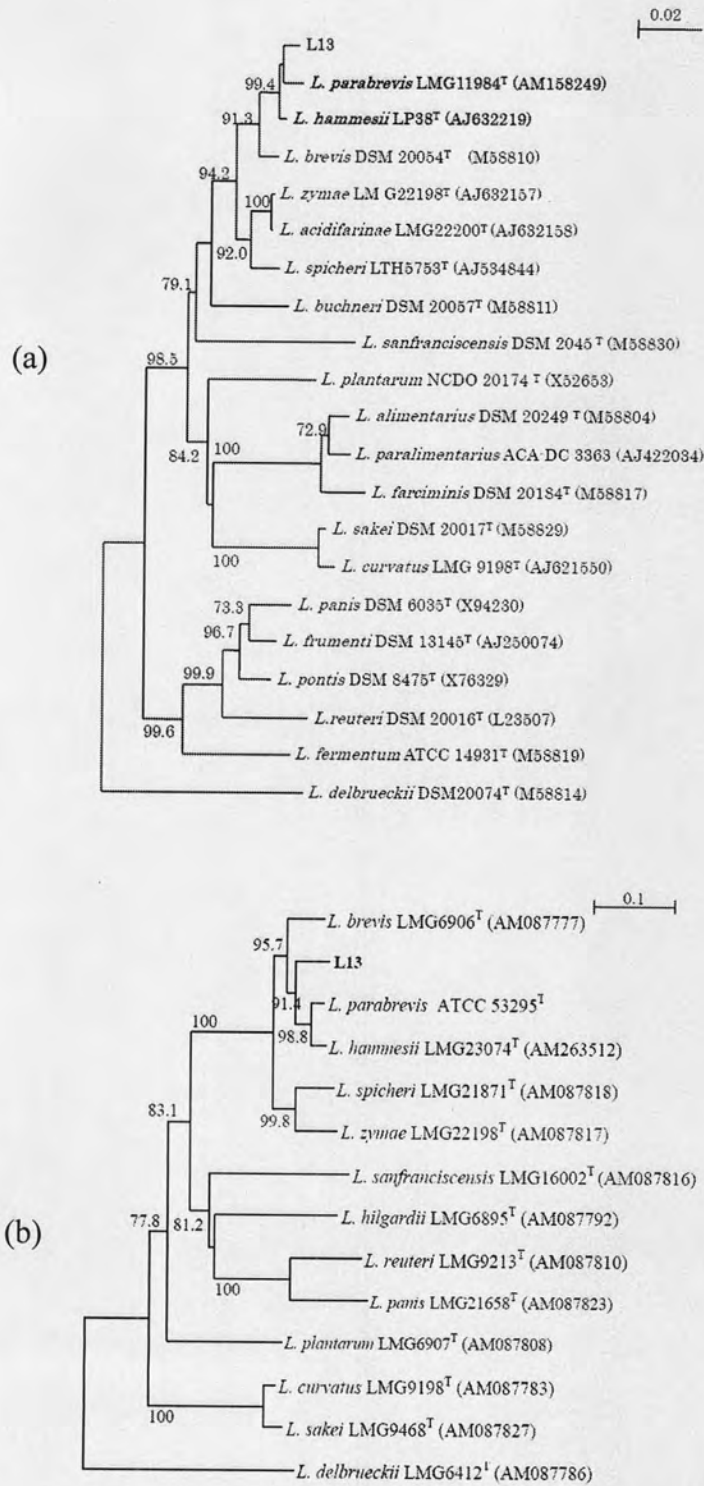 0.02
L13
99.4
L. parabrevis LMG11984ᵀ (AM158249)
L. hammesii LP38ᵀ (AJ632219)
91.3
L. brevis DSM 20054ᵀ (M58810)
94.2
L. zymae LM G22198ᵀ (AJ632157)
100
L. acidifarinae LMG22200ᵀ (AJ632158)
92.0
L. spicheri LTH5753ᵀ (AJ534844)
79.1
L. buchneri DSM 20057ᵀ (M58811)
L. sanfranciscensis DSM 2045ᵀ (M58830)
(a)
98.5
L. plantarum NCDO 20174ᵀ (X52653)
L. alimentarius DSM 20249ᵀ (M58804)
72.9
84.2
100
L. paralimentarius ACA-DC 3363 (AJ422034)
L. farciminis DSM 20184ᵀ (M58817)
L. sakei DSM 20017ᵀ (M58829)
100
L. curvatus LMG 9198ᵀ (AJ621550)
73.3
L. panis DSM 6035ᵀ (X94230)
96.7
L. frumenti DSM 13145ᵀ (AJ250074)
99.9
L. pontis DSM 8475ᵀ (X76329)
L.reuteri DSM 20016ᵀ (L23507)
99.6
L. fermentum ATCC 14931ᵀ (M58819)
L. delbrueckii DSM20074ᵀ (M58814)
0.1
L. brevis LMG6906ᵀ (AM087777)
95.7
L13
91.4
L. parabrevis ATCC 53295ᵀ
100
98.8
L. hammesii LMG23074ᵀ (AM263512)
L. spicheri LMG21871ᵀ (AM087818)
83.1
99.8
L. zymae LMG22198ᵀ (AM087817)
L. sanfranciscensis LMG16002ᵀ (AM087816)
77.8
81.2
L. hilgardii LMG6895ᵀ (AM087792)
(b)
L. reuteri LMG9213ᵀ (AM087810)
100
L. panis LMG21658ᵀ (AM087823)
L. plantarum LMG6907ᵀ (AM087808)
L. curvatus LMG9198ᵀ (AM087783)
100
L. sakei LMG9468ᵀ (AM087827)
L. delbrueckii LMG6412ᵀ (AM087786)